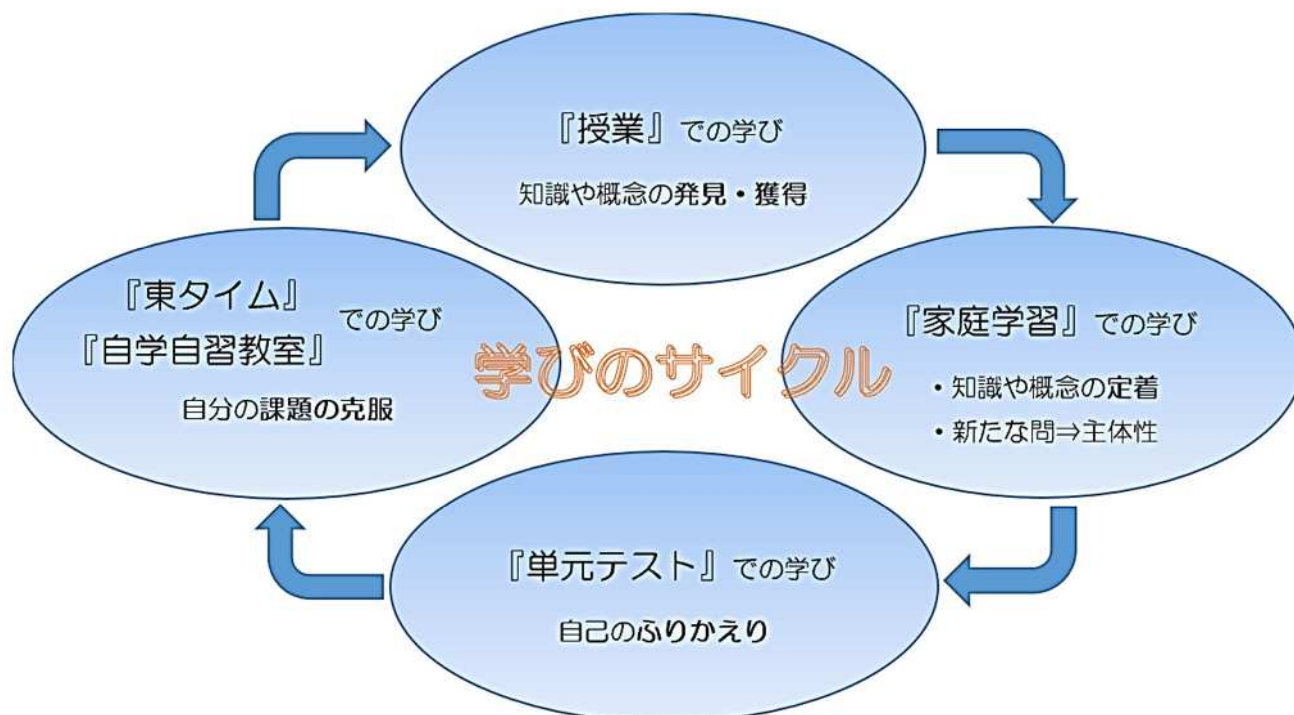 『授業』での学び
知識や概念の発見・獲得
『東タイム』
『自学自習教室』
での学び
自分の課題の克服
学びのサイクル
『家庭学習』での学び
・知識や概念の定着
・新たな問⇒主体性
『単元テスト』での学び
自己のふりかえり